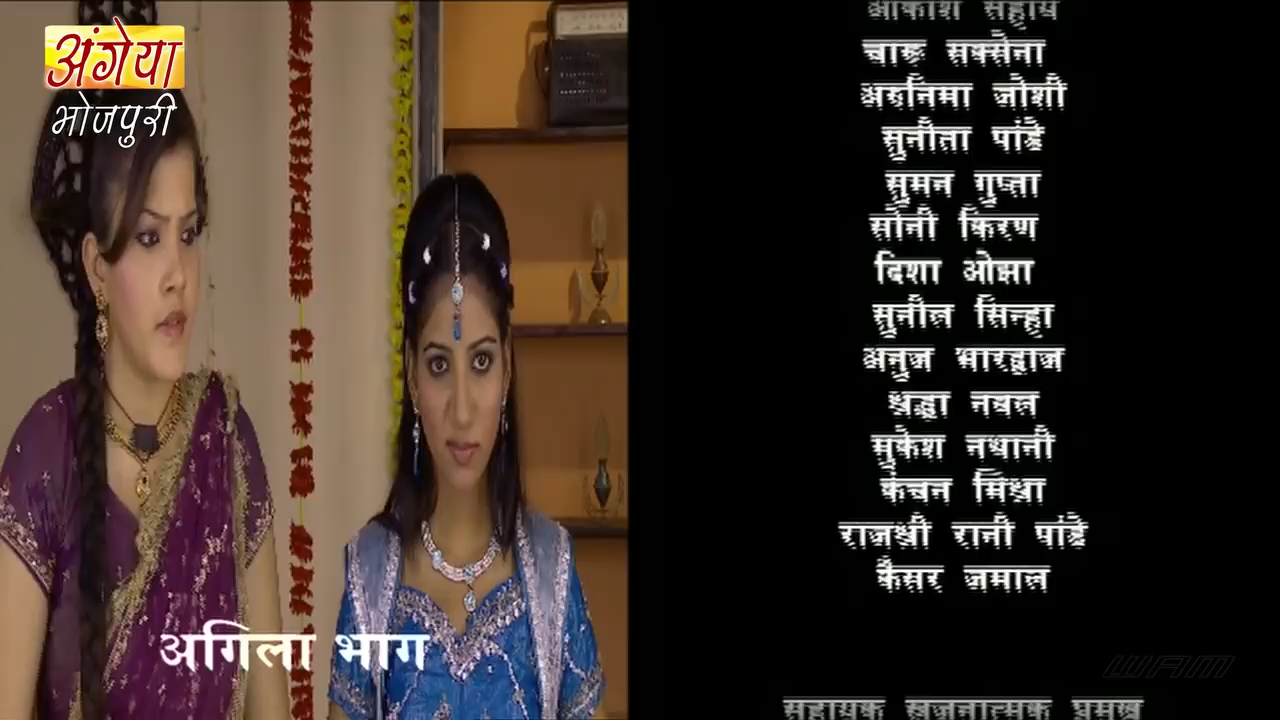 अंगेया
भोजपुरी
अगिला भाग
आकाश सहाय
चारू सक्सेना
अरुनिमा जोशी
सुनीता पांडे
सुमन गुप्ता
सोनी किरण
दिशा ओझा
सुनील सिन्हा
अनुज भारद्वाज
श्रद्धा नवल
सुकेश नथानी
कंचन मिश्रा
राजश्री रानी पांडे
कैसर जमाल
WAM
सहायक सृजनात्मक प्रमुख